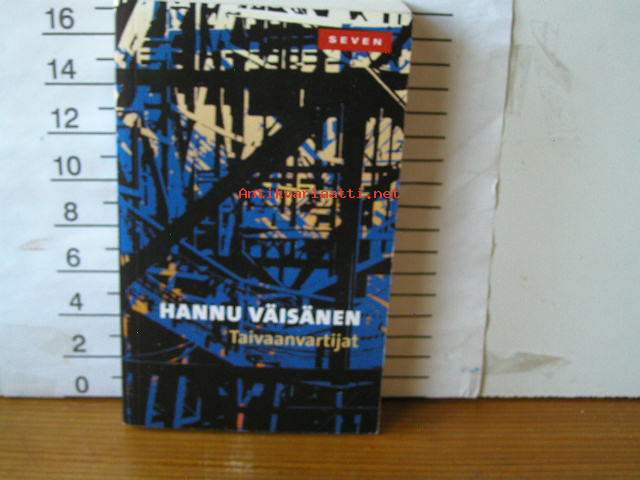 16
SEVEN
14
12
10
Antikvariaatti.net
8
6
4
HANNU VÄISÄNEN
Taivaanvartijat
2
0